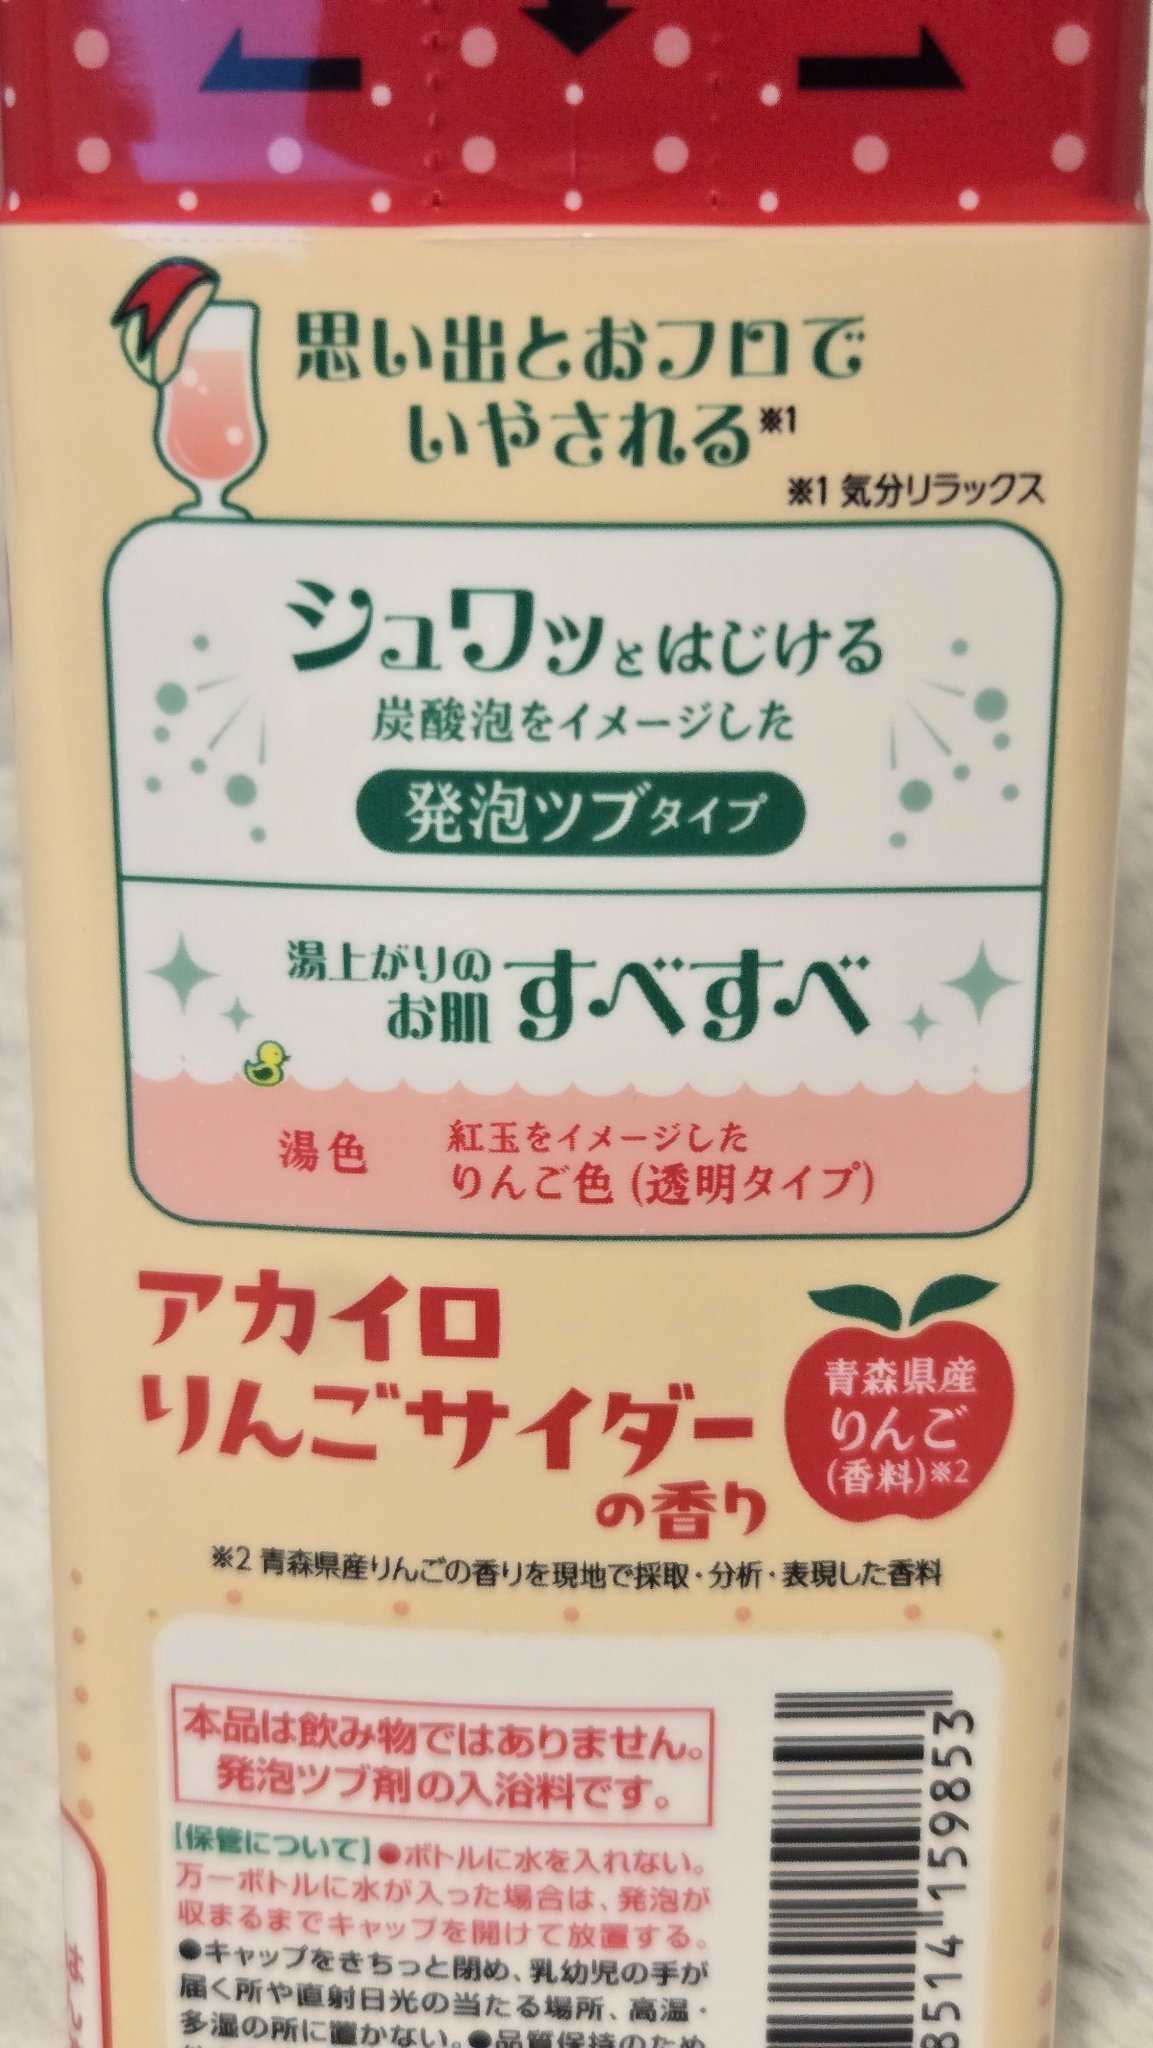 思い出とおフロで
いやされる※1
※1 気分リラックス
シュワッとはじける
炭酸泡をイメージした
発泡ツブタイプ
湯上がりの
お肌 すべすべ
湯色 紅玉をイメージした
りんご色 (透明タイプ)
アカイロ
りんごサイダー
の香り
青森県産
りんご
(香料)※2
※2 青森県産りんごの香りを現地で採取・分析・表現した香料
本品は飲み物ではありません。
発泡ツブ剤の入浴料です。
【保管について】●ボトルに水を入れない。
万一ボトルに水が入った場合は、発泡が
収まるまでキャップを開けて放置する。
●キャップをきちっと閉め、乳幼児の手が
届く所や直射日光の当たる場所、高温・
多湿の所に置かない。●品質保持のため
8514 159853